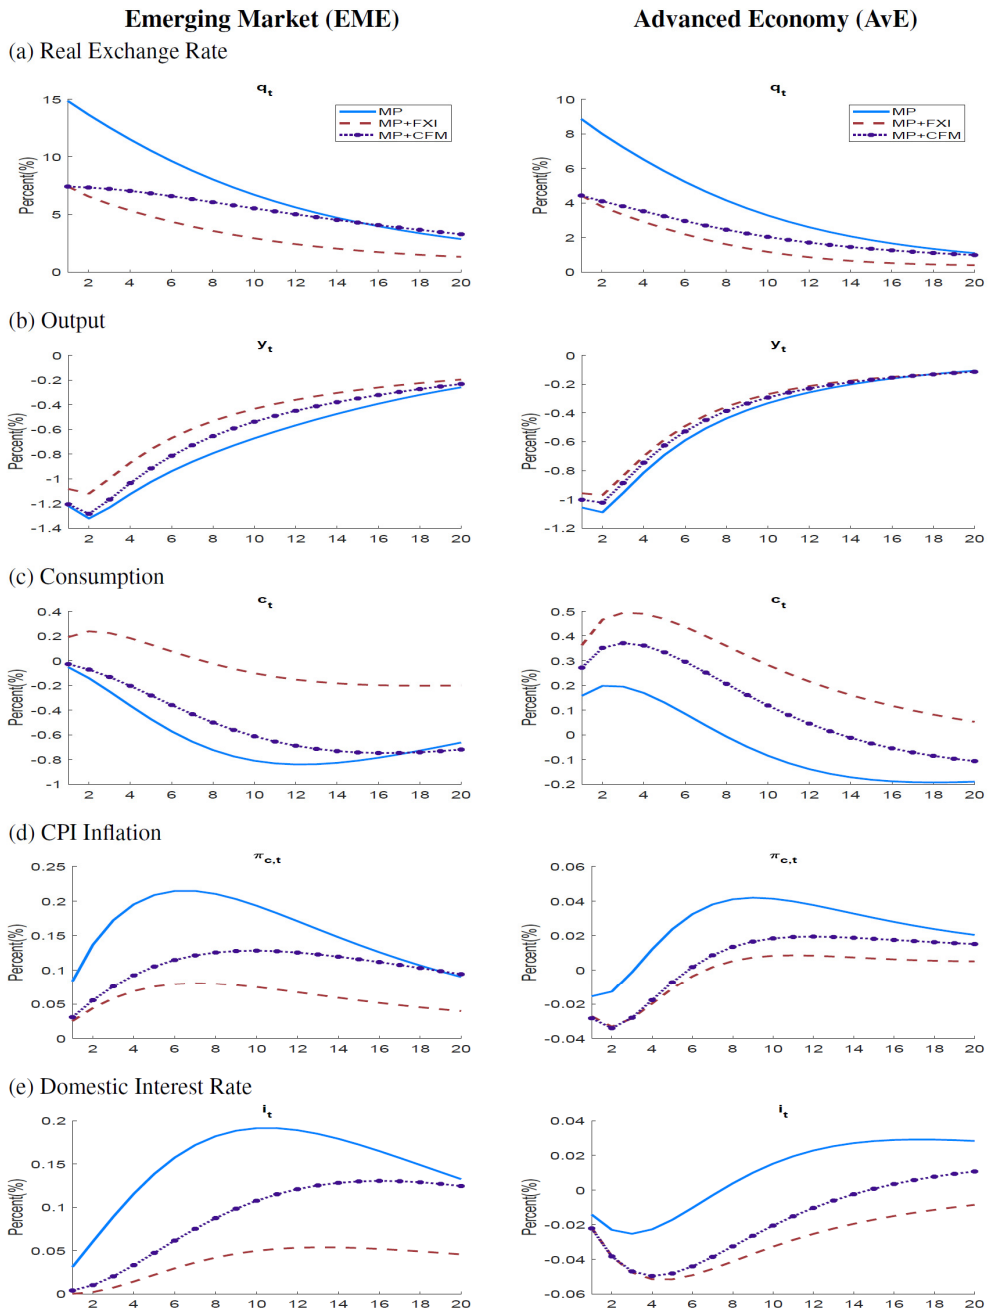 Emerging Market (EME)
Advanced Economy (AvE)
(a) Real Exchange Rate
q_t
Percent(%)
15
10
5
0
2 4 6 8 10 12 14 16 18 20
MP
MP+FXI
MP+CFM
q_t
Percent(%)
10
8
6
4
2
0
2 4 6 8 10 12 14 16 18 20
MP
MP+FXI
MP+CFM
(b) Output
y_t
Percent(%)
0
-0.2
-0.4
-0.6
-0.8
-1
-1.2
-1.4
2 4 6 8 10 12 14 16 18 20
y_t
Percent(%)
0
-0.2
-0.4
-0.6
-0.8
-1
-1.2
2 4 6 8 10 12 14 16 18 20
(c) Consumption
c_t
Percent(%)
0.4
0.2
0
-0.2
-0.4
-0.6
-0.8
-1
2 4 6 8 10 12 14 16 18 20
c_t
Percent(%)
0.5
0.4
0.3
0.2
0.1
0
-0.1
-0.2
2 4 6 8 10 12 14 16 18 20
(d) CPI Inflation
π_c,t
Percent(%)
0.25
0.2
0.15
0.1
0.05
0
2 4 6 8 10 12 14 16 18 20
π_c,t
Percent(%)
0.06
0.04
0.02
0
-0.02
-0.04
2 4 6 8 10 12 14 16 18 20
(e) Domestic Interest Rate
i_t
Percent(%)
0.2
0.15
0.1
0.05
0
2 4 6 8 10 12 14 16 18 20
i_t
Percent(%)
0.04
0.02
0
-0.02
-0.04
-0.06
2 4 6 8 10 12 14 16 18 20